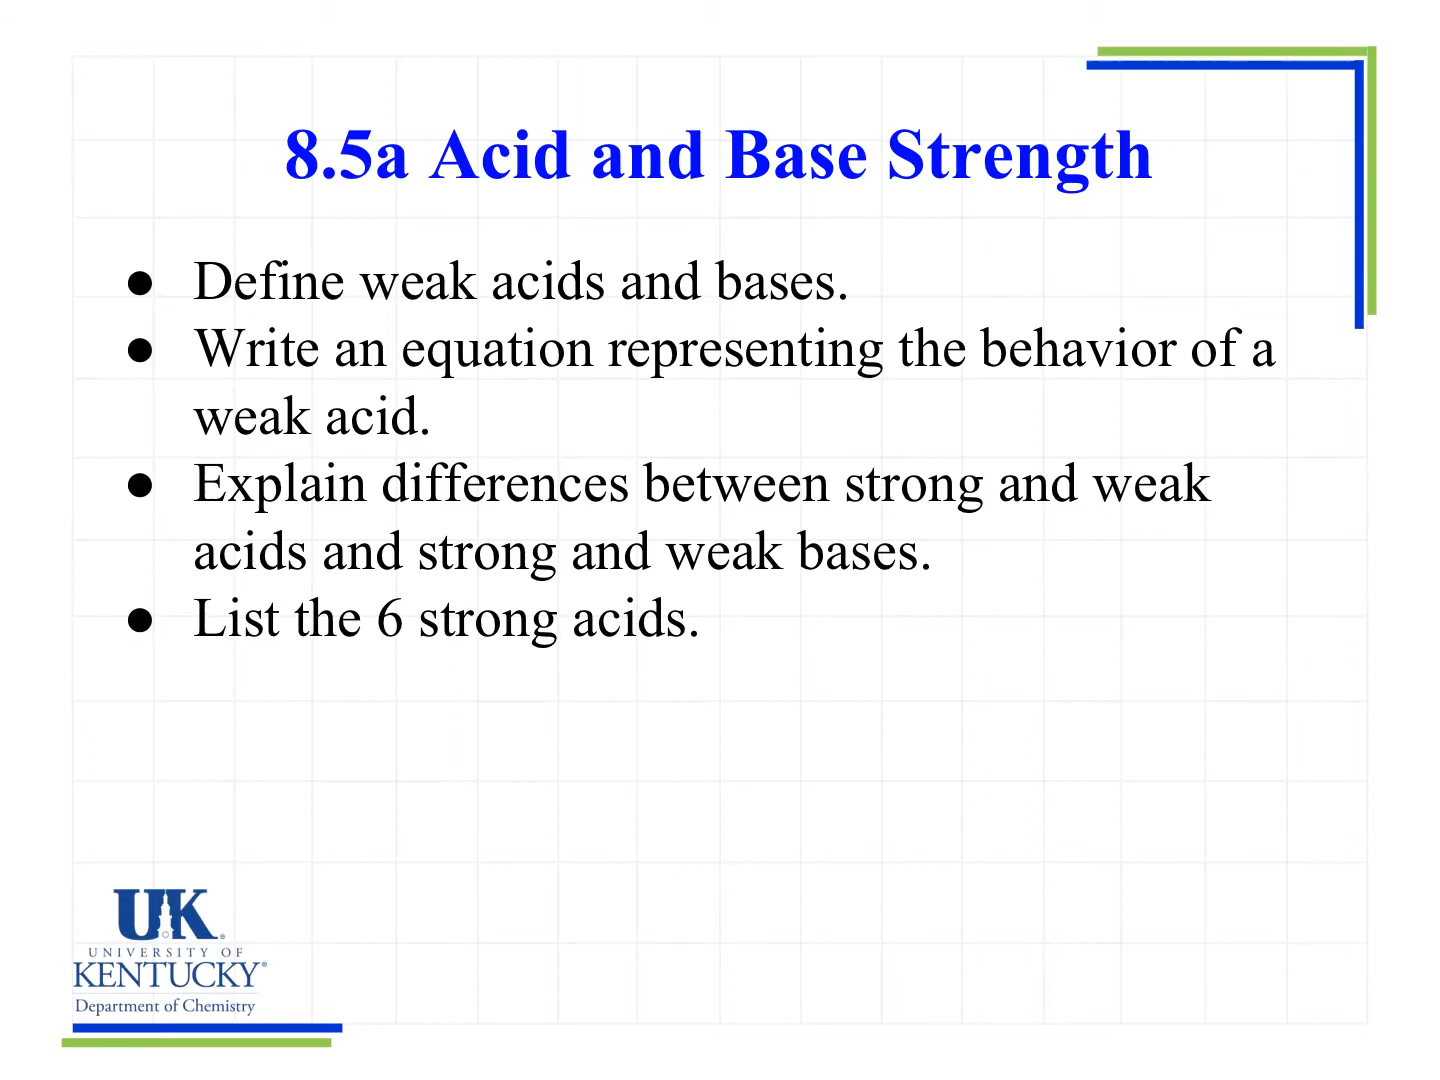 8.5a Acid and Base Strength
● Define weak acids and bases.
● Write an equation representing the behavior of a
weak acid.
● Explain differences between strong and weak
acids and strong and weak bases.
● List the 6 strong acids.
UK®
UNIVERSITY OF
KENTUCKY®
Department of Chemistry